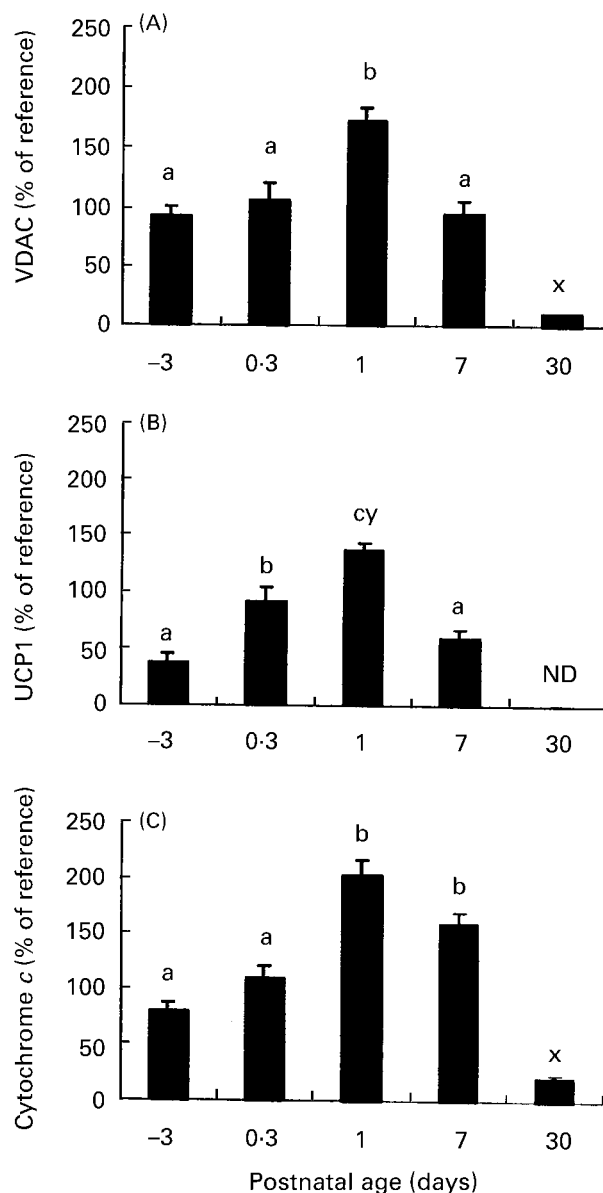 (A)
VDAC (% of reference)
250
200
150
100
50
0
a
a
b
a
x
–3
0·3
1
7
30
(B)
UCP1 (% of reference)
250
200
150
100
50
0
a
b
cy
a
ND
–3
0·3
1
7
30
(C)
Cytochrome c (% of reference)
250
200
150
100
50
0
a
a
b
b
x
–3
0·3
1
7
30
Postnatal age (days)